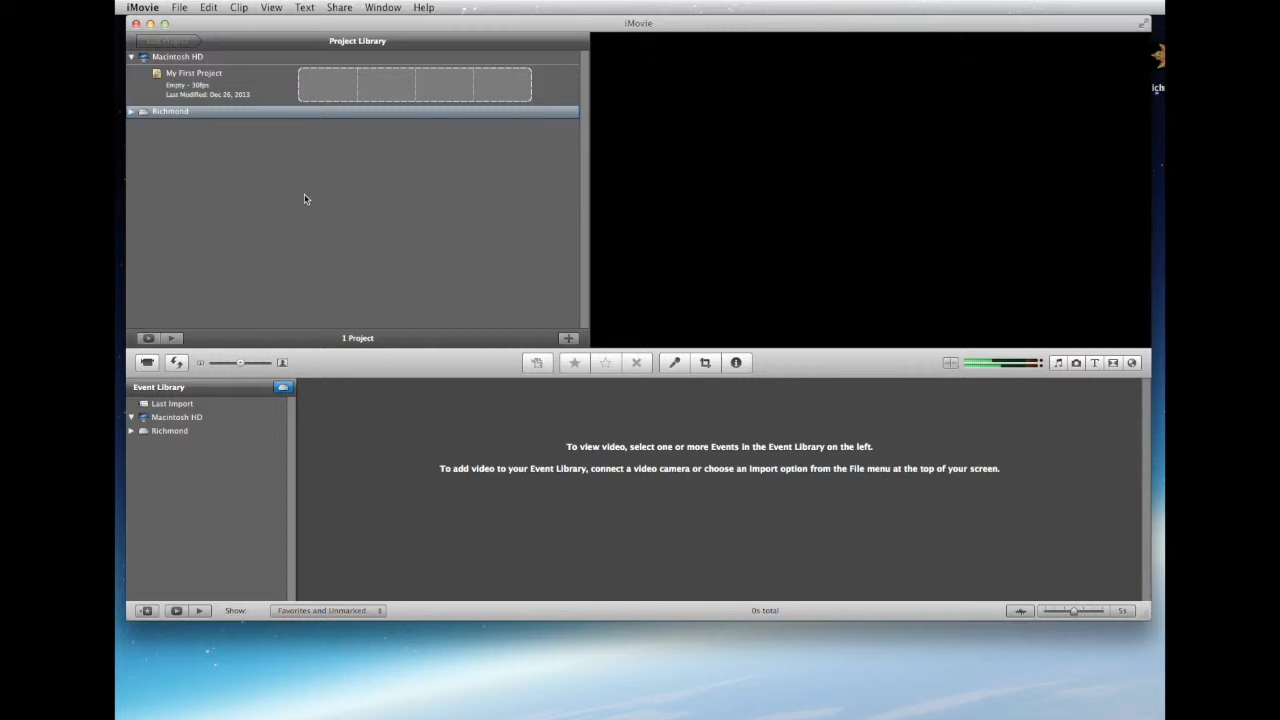 iMovie File Edit Clip View Text Share Window Help
iMovie
Project Library
Macintosh HD
My First Project
Empty - 30fps
Last Modified: Dec 26, 2013
Richmond
1 Project
Event Library
Last Import
Macintosh HD
Richmond
To view video, select one or more Events in the Event Library on the left.
To add video to your Event Library, connect a video camera or choose an Import option from the File menu at the top of your screen.
Show: Favorites and Unmarked
0s total
5s